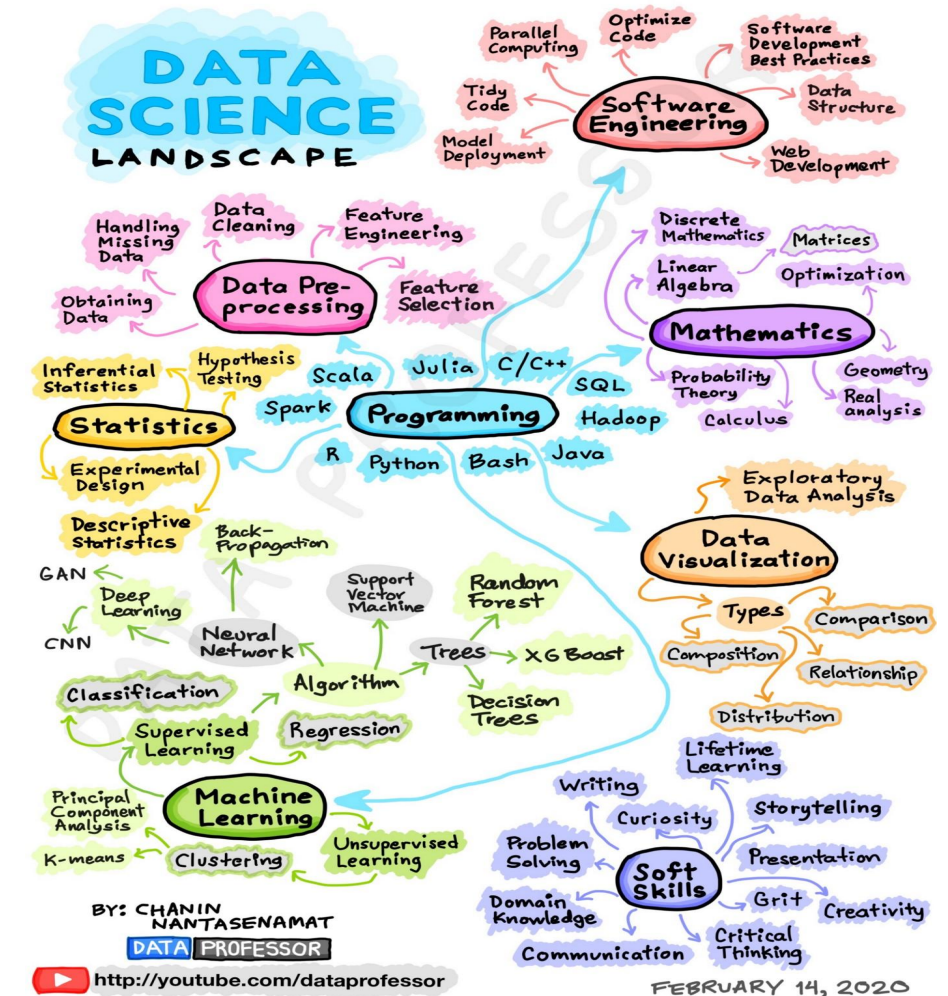 DATA
SCIENCE
LANDSCAPE
Parallel
Computing
Optimize
Code
Software
Development
Best Practices
Tidy
Code
Software
Engineering
Data
Structure
Model
Deployment
Web
Development
Handling
Missing
Data
Data
Cleaning
Feature
Engineering
Obtaining
Data
Data Pre-
processing
Feature
Selection
Discrete
Mathematics
Matrices
Linear
Algebra
Optimization
Mathematics
Probability
Theory
Calculus
Geometry
Real
analysis
Inferential
Statistics
Hypothesis
Testing
Statistics
Experimental
Design
Descriptive
Statistics
Scala
Julia
C/C++
SQL
Spark
Programming
Hadoop
R
Python
Bash
Java
Exploratory
Data Analysis
Data
Visualization
Types
Comparison
Composition
Relationship
Distribution
Back-
Propagation
GAN
Deep
Learning
CNN
Neural
Network
Support
Vector
Machine
Algorithm
Trees
Random
Forest
XGBoost
Decision
Trees
Classification
Supervised
Learning
Regression
Machine
Learning
Principal
Component
Analysis
K-means
Clustering
Unsupervised
Learning
Lifetime
Learning
Writing
Curiosity
Storytelling
Problem
Solving
Soft
Skills
Presentation
Domain
Knowledge
Grit
Creativity
Communication
Critical
Thinking
BY: CHANIN
NANTASENAMAT
DATA PROFESSOR
http://youtube.com/dataprofessor
FEBRUARY 14, 2020
DATA PROFESSOR